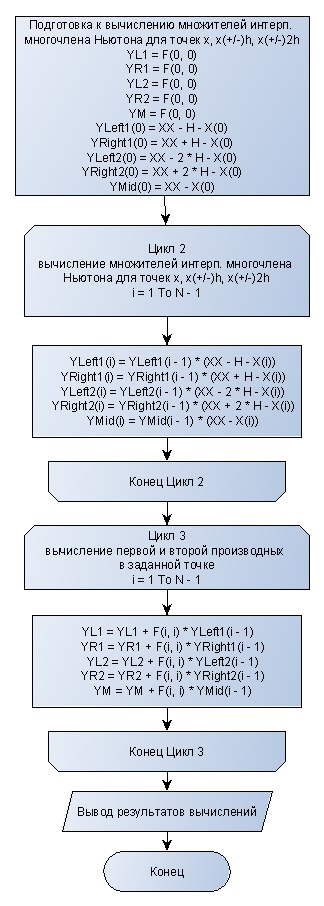 Подготовка к вычислению множителей интерп.
многочлена Ньютона для точек x, x(+/-)h, x(+/-)2h
YL1 = F(0, 0)
YR1 = F(0, 0)
YL2 = F(0, 0)
YR2 = F(0, 0)
YM = F(0, 0)
YLeft1(0) = XX - H - X(0)
YRight1(0) = XX + H - X(0)
YLeft2(0) = XX - 2 * H - X(0)
YRight2(0) = XX + 2 * H - X(0)
YMid(0) = XX - X(0)
Цикл 2
вычисление множителей интерп. многочлена
Ньютона для точек x, x(+/-)h, x(+/-)2h
i = 1 To N - 1
YLeft1(i) = YLeft1(i - 1) * (XX - H - X(i))
YRight1(i) = YRight1(i - 1) * (XX + H - X(i))
YLeft2(i) = YLeft2(i - 1) * (XX - 2 * H - X(i))
YRight2(i) = YRight2(i - 1) * (XX + 2 * H - X(i))
YMid(i) = YMid(i - 1) * (XX - X(i))
Конец Цикл 2
Цикл 3
вычисление первой и второй производных
в заданной точке
i = 1 To N - 1
YL1 = YL1 + F(i, i) * YLeft1(i - 1)
YR1 = YR1 + F(i, i) * YRight1(i - 1)
YL2 = YL2 + F(i, i) * YLeft2(i - 1)
YR2 = YR2 + F(i, i) * YRight2(i - 1)
YM = YM + F(i, i) * YMid(i - 1)
Конец Цикл 3
Вывод результатов вычислений
Конец